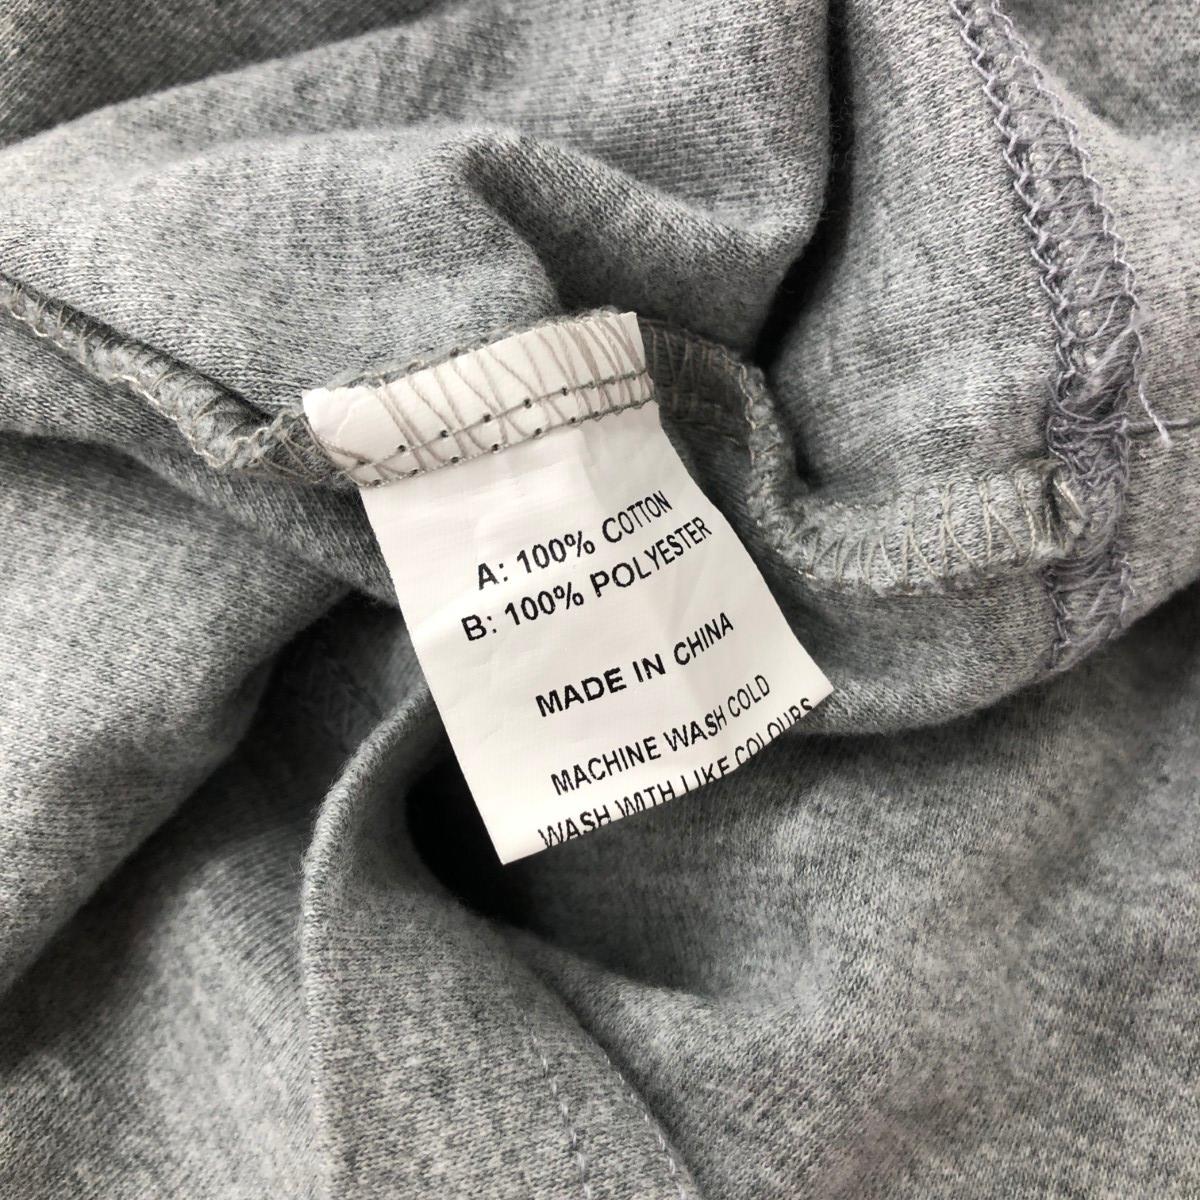 A: 100% COTTON
B: 100% POLYESTER
MADE IN CHINA
MACHINE WASH COLD
WASH WITH LIKE COLOURS